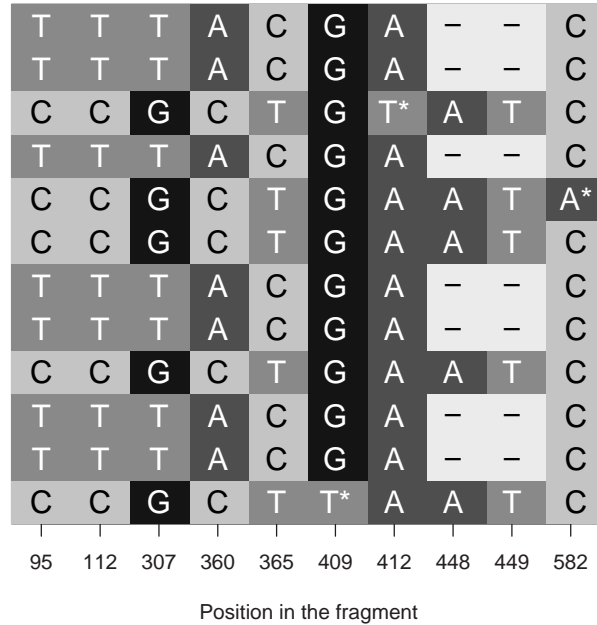 T T T A C G A – – C
T T T A C G A – – C
C C G C T G T* A T C
T T T A C G A – – C
C C G C T G A A T A*
C C G C T G A A T C
T T T A C G A – – C
T T T A C G A – – C
C C G C T G A A T C
T T T A C G A – – C
T T T A C G A – – C
C C G C T T* A A T C
95 112 307 360 365 409 412 448 449 582
Position in the fragment